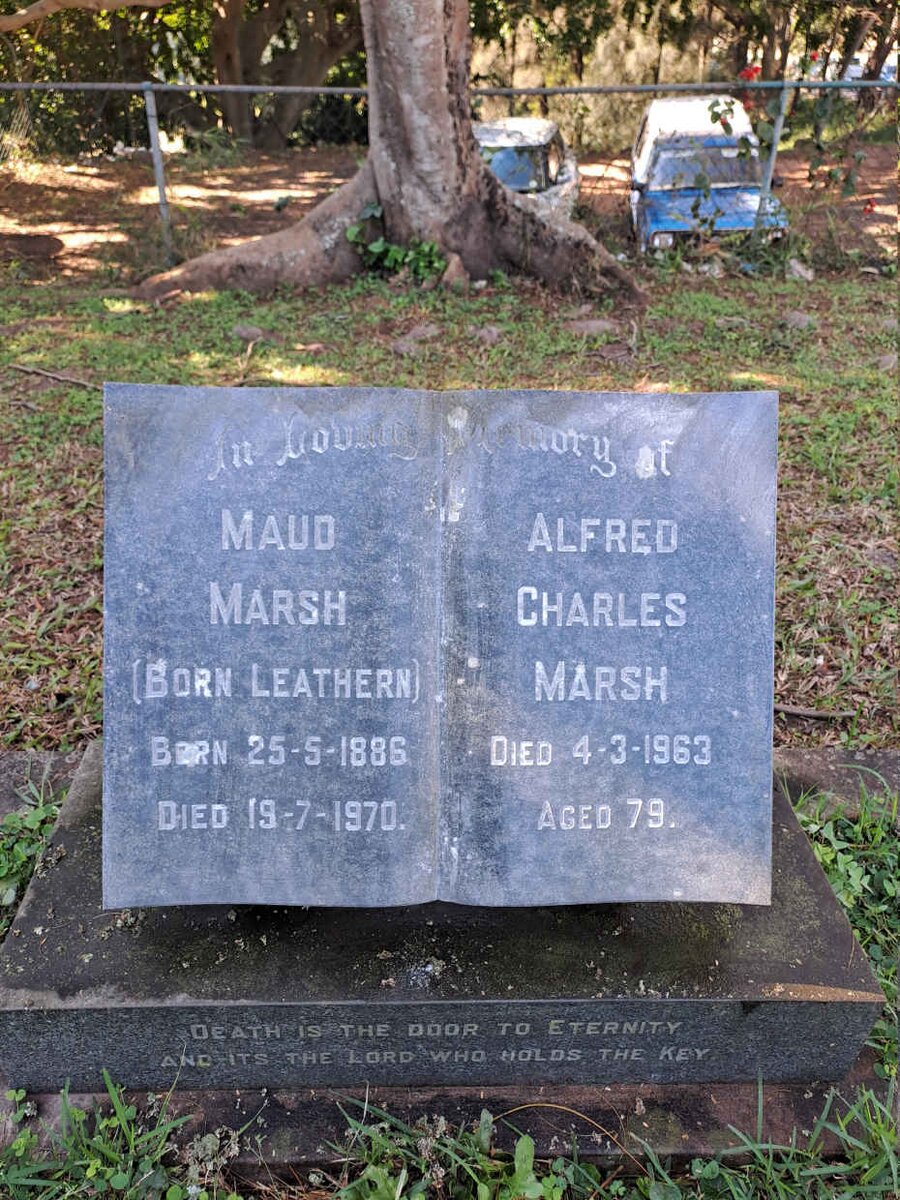 In Loving Memory of
MAUD
MARSH
(BORN LEATHERN)
BORN 25-5-1886
DIED 19-7-1970.
ALFRED
CHARLES
MARSH
DIED 4-3-1963
AGED 79.
DEATH IS THE DOOR TO ETERNITY
AND ITS THE LORD WHO HOLDS THE KEY.